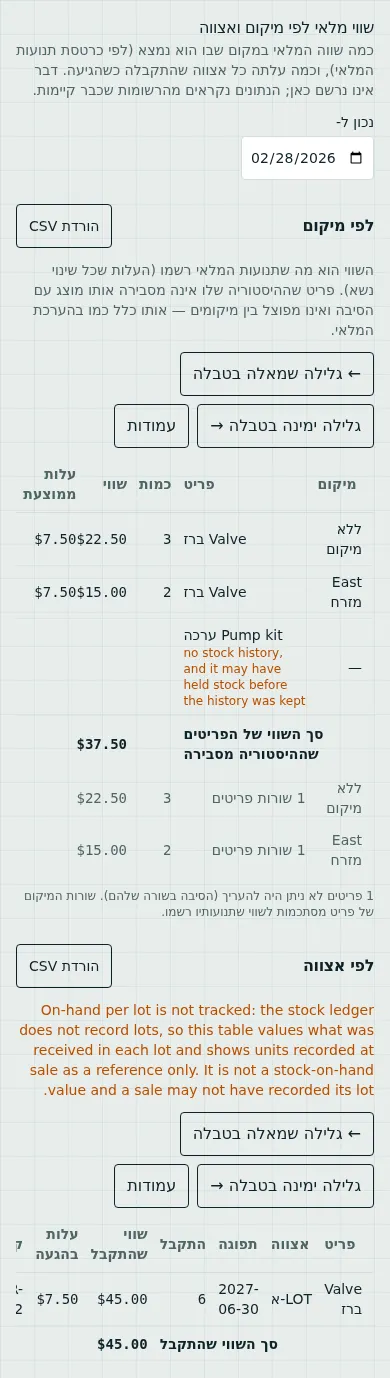 שווי מלאי לפי מיקום ואצווה
כמה שווה המלאי במקום שבו הוא נמצא (לפי כרטסת תנועות
המלאי), וכמה עלתה כל אצווה שהתקבלה כשהגיעה. דבר
אינו נרשם כאן; הנתונים נקראים מהרשומות שכבר קיימות.
נכון ל-
02/28/2026
לפי מיקום
הורדת CSV
השווי הוא מה שתנועות המלאי רשמו (העלות שכל שינוי
נשא). פריט שההיסטוריה שלו אינה מסבירה אותו מוצג עם
הסיבה ואינו מפוצל בין מיקומים — אותו כלל כמו בהערכת
המלאי.
← גלילה שמאלה בטבלה
גלילה ימינה בטבלה →
עמודות
מיקום פריט כמות שווי עלות
ממוצעת
ללא
מיקום
Valve ברז 3 $22.50 $7.50
East
מזרח
Valve ברז 2 $15.00 $7.50
—
Pump kit ערכה
no stock history,
and it may have
held stock before
the history was kept
סך השווי של הפריטים
שההיסטוריה מסבירה
$37.50
ללא
מיקום
1 שורות פריטים 3 $22.50
East
מזרח
1 שורות פריטים 2 $15.00
1 פריטים לא ניתן היה להעריך (הסיבה בשורה שלהם). שורות המיקום
של פריט מסתכמות לשווי שתנועותיו רשמו.
לפי אצווה
הורדת CSV
On-hand per lot is not tracked: the stock ledger
does not record lots, so this table values what was
received in each lot and shows units recorded at
sale as a reference only. It is not a stock-on-hand
value and a sale may not have recorded its lot.
← גלילה שמאלה בטבלה
גלילה ימינה בטבלה →
עמודות
פריט אצווה תפוגה התקבל שווי
שהתקבל
עלות
בהגעה
Valve
ברז
LOT-א
2027-
06-30
6 $45.00 $7.50
סך השווי שהתקבל $45.00